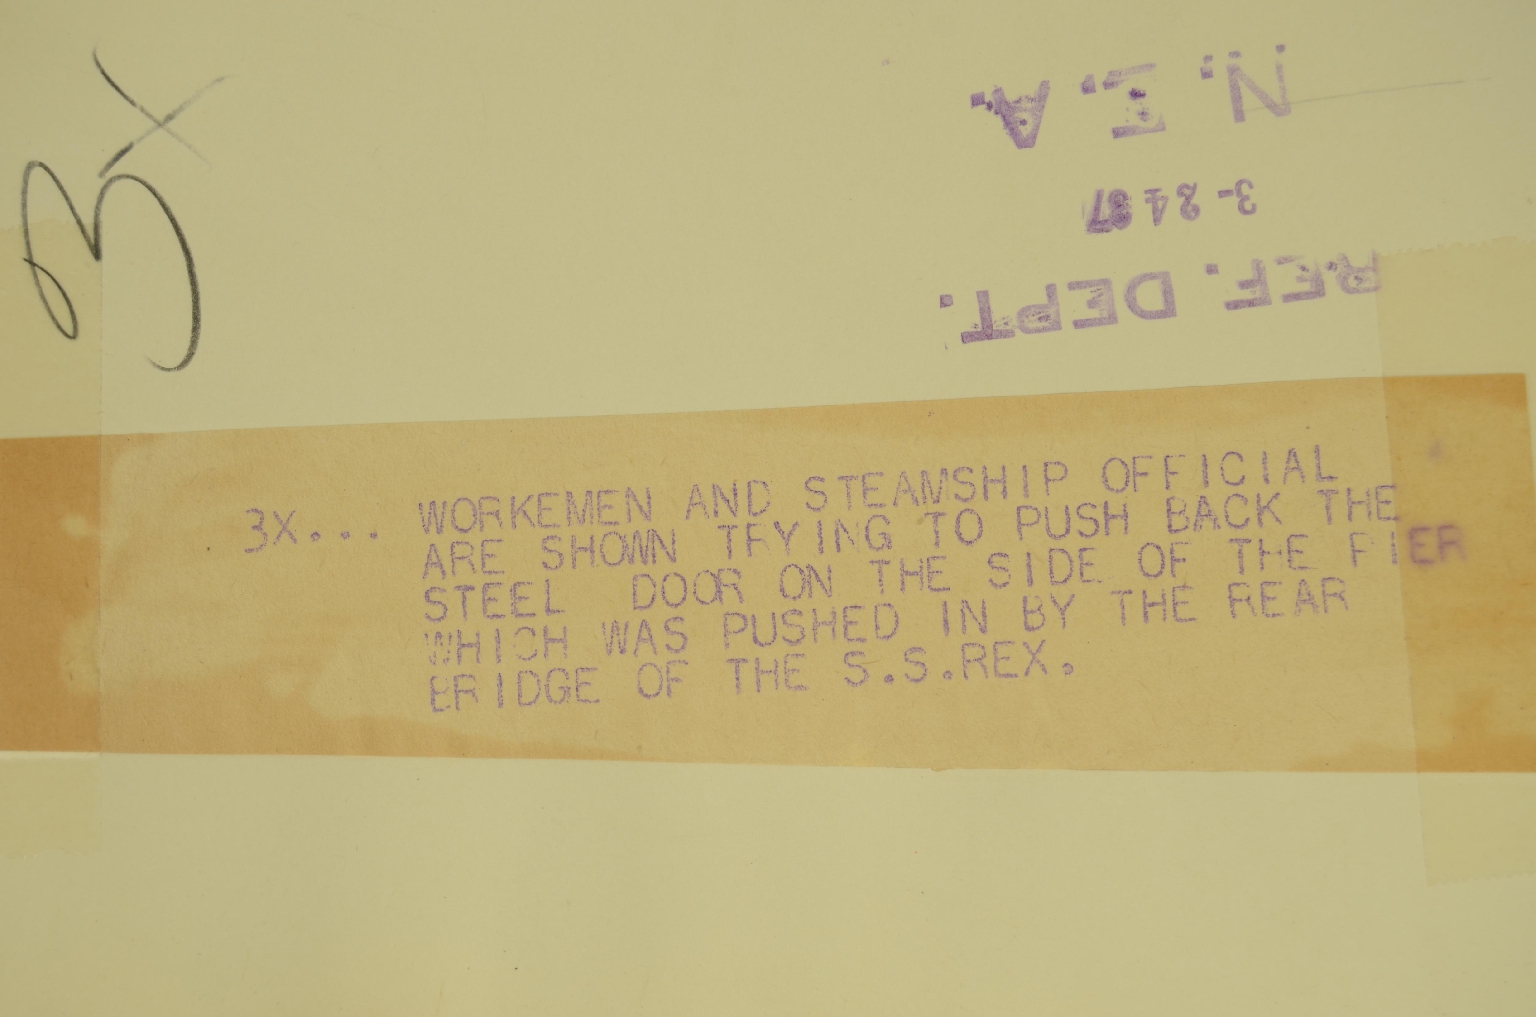 3X
N. E. A.
3-24 37
REF. DEPT.
3X... WORKEMEN AND STEAMSHIP OFFICIAL
ARE SHOWN TRYING TO PUSH BACK THE
STEEL DOOR ON THE SIDE OF THE PIER
WHICH WAS PUSHED IN BY THE REAR
BRIDGE OF THE S.S.REX.